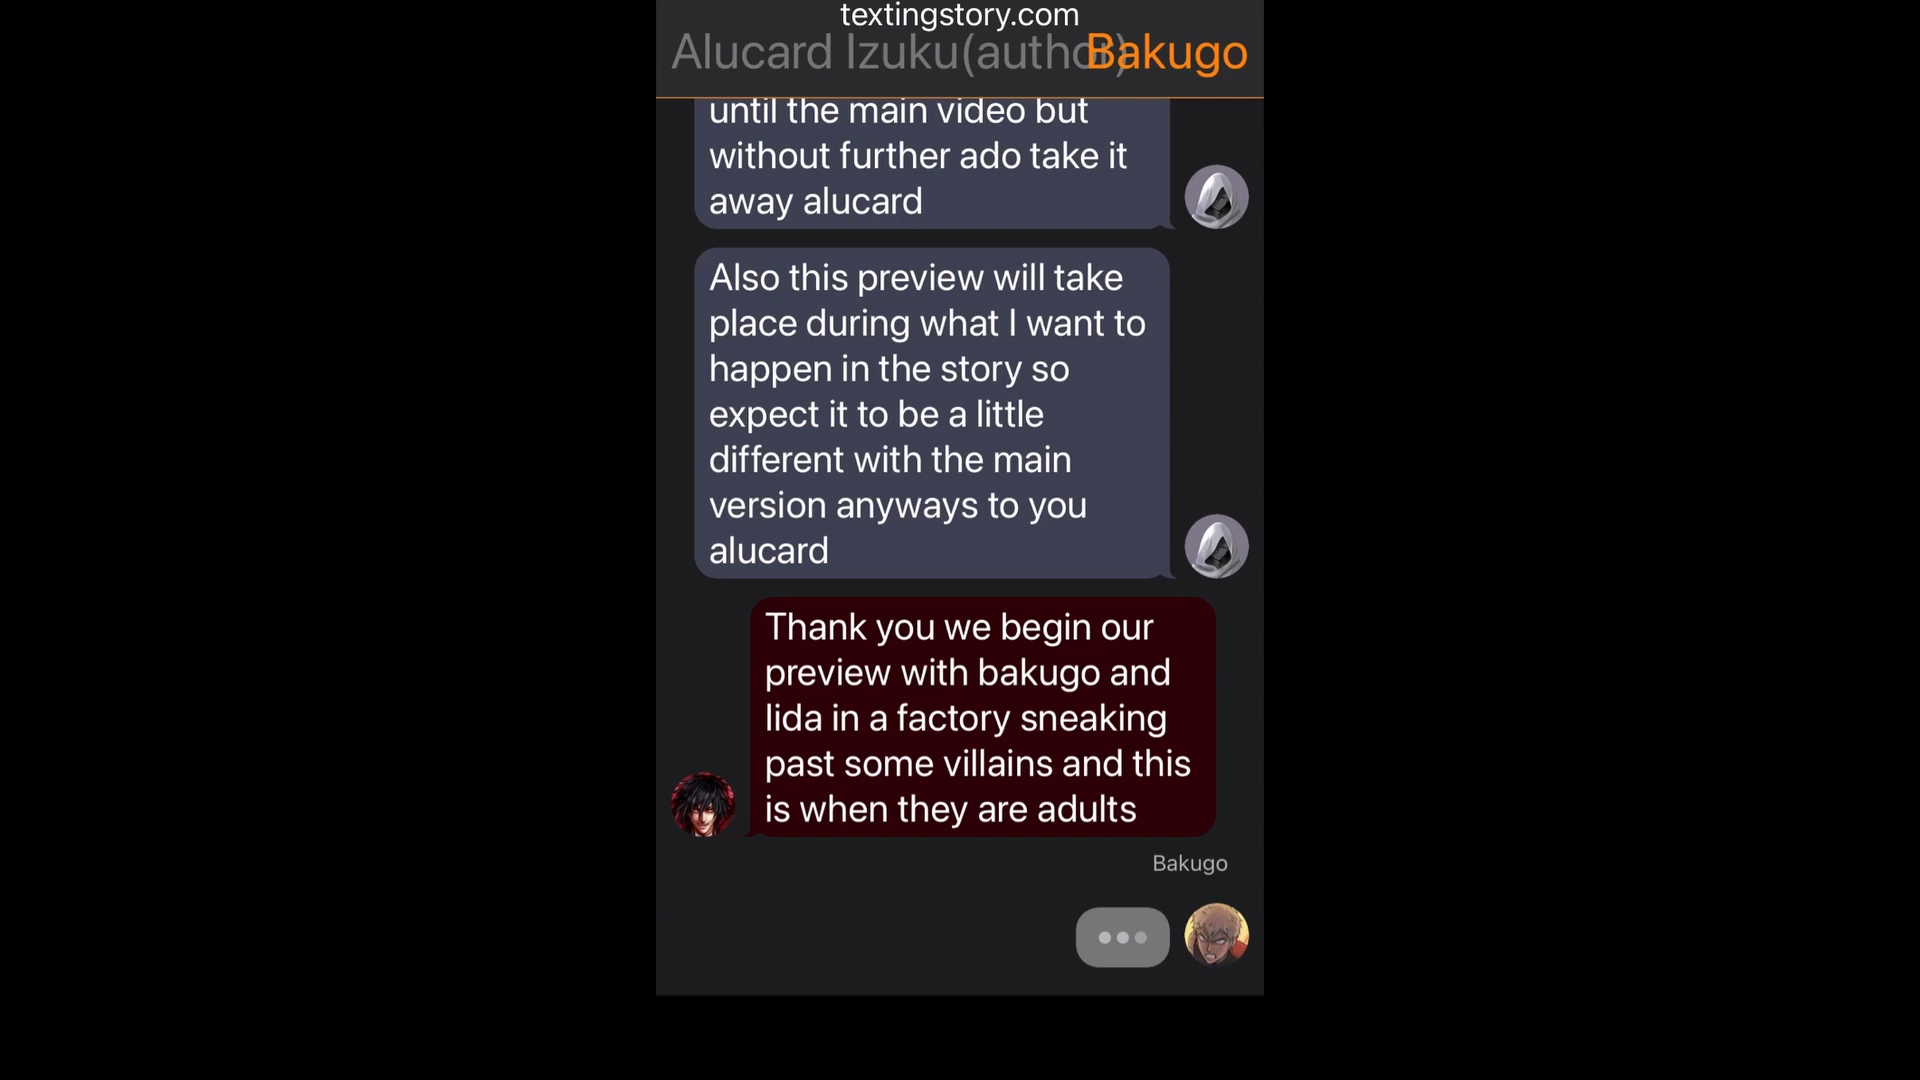 textingstory.com
Alucard Izuku(author)
Bakugo
until the main video but
without further ado take it
away alucard
Also this preview will take
place during what I want to
happen in the story so
expect it to be a little
different with the main
version anyways to you
alucard
Thank you we begin our
preview with bakugo and
Iida in a factory sneaking
past some villains and this
is when they are adults
Bakugo